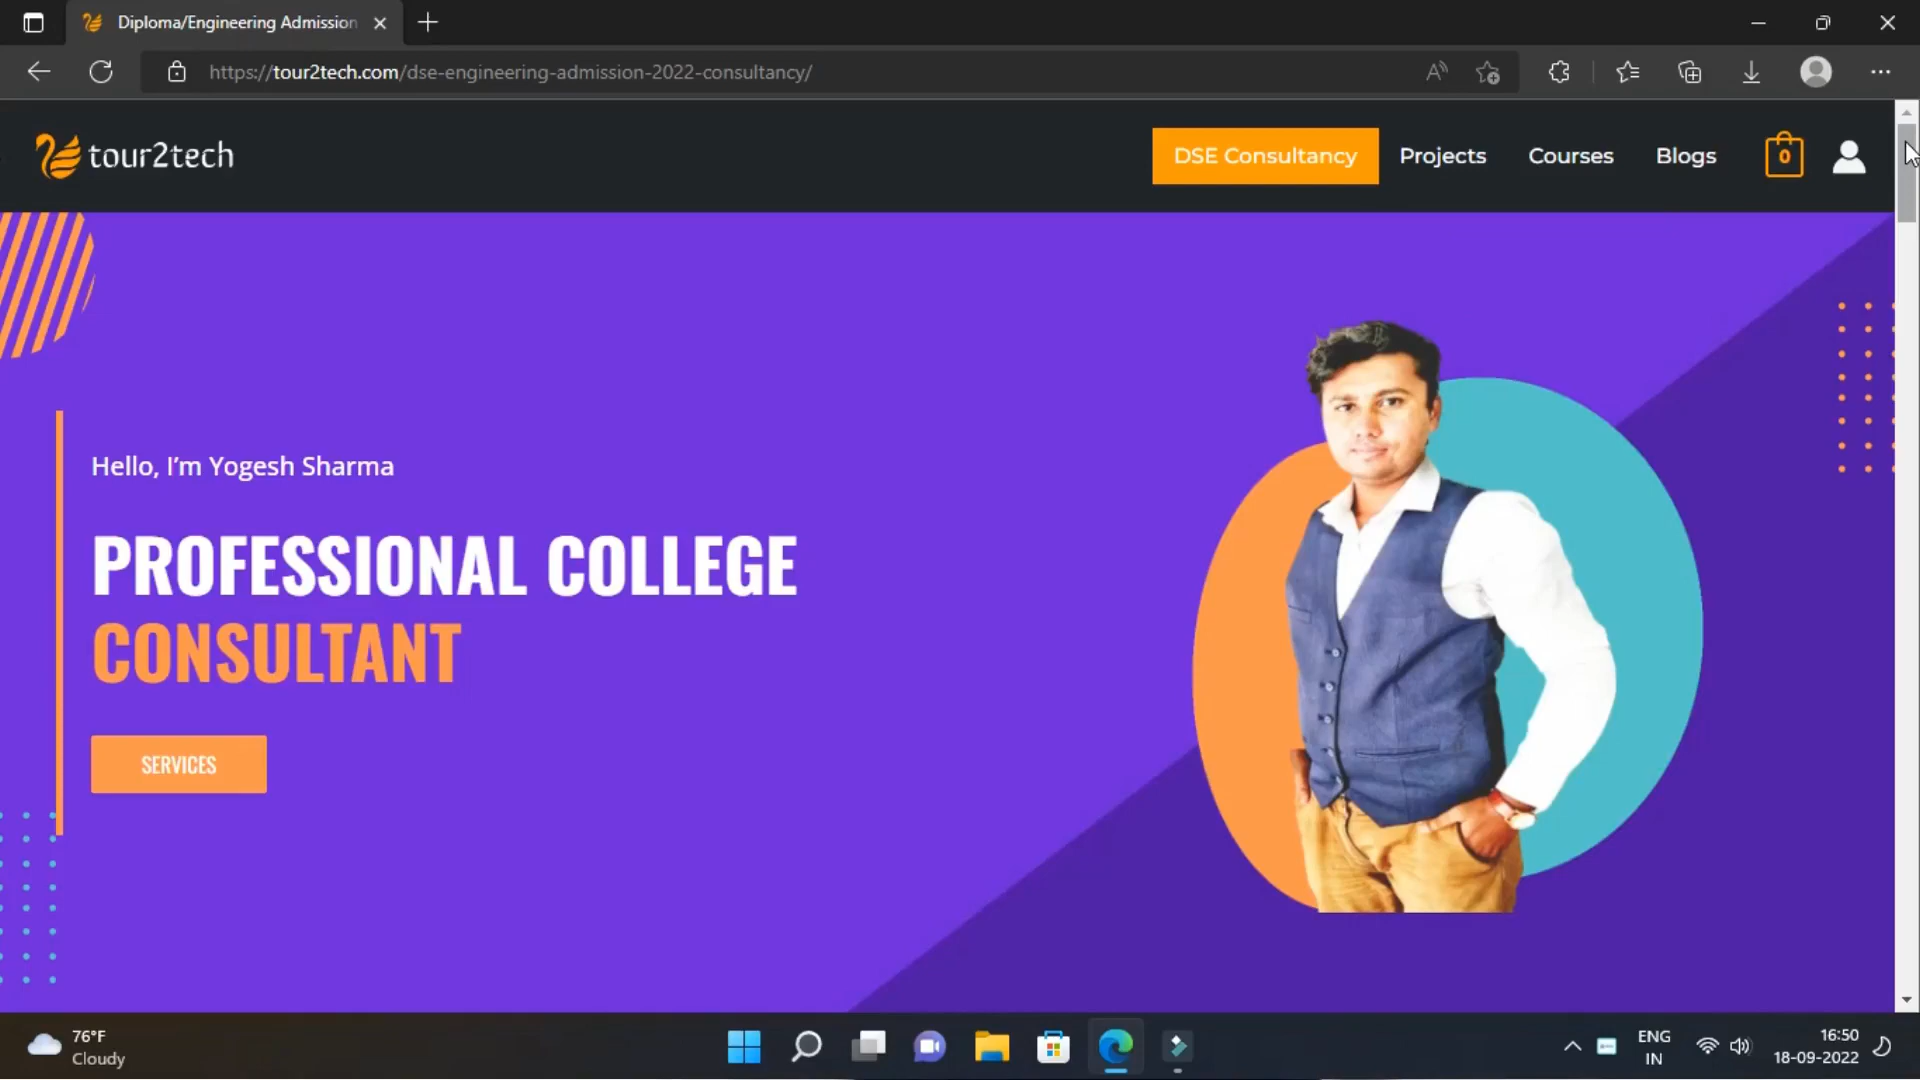 Diploma/Engineering Admission
https://tour2tech.com/dse-engineering-admission-2022-consultancy/
tour2tech
DSE Consultancy
Projects
Courses
Blogs
0
Hello, I’m Yogesh Sharma
PROFESSIONAL COLLEGE
CONSULTANT
SERVICES
76°F
Cloudy
ENG
IN
16:50
18-09-2022